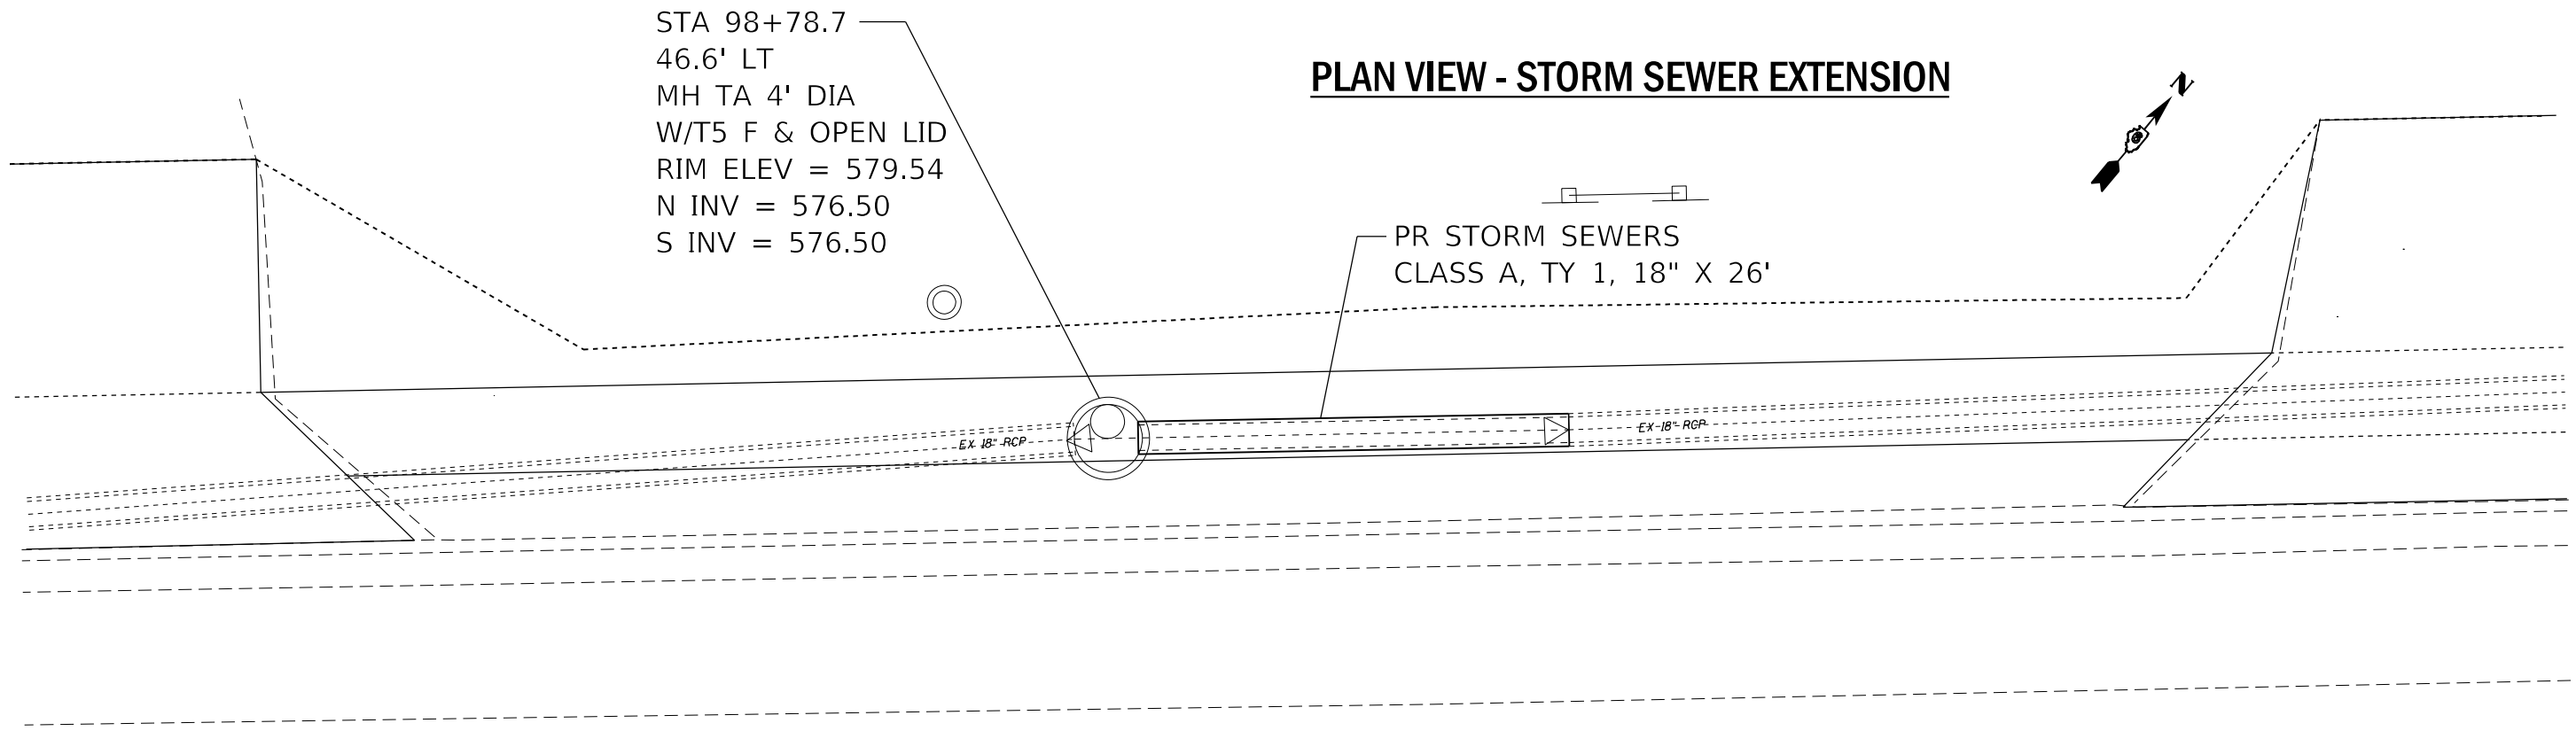 STA 98+78.7
46.6' LT
MH TA 4' DIA
W/T5 F & OPEN LID
RIM ELEV = 579.54
N INV = 576.50
S INV = 576.50
PLAN VIEW - STORM SEWER EXTENSION
N
PR STORM SEWERS
CLASS A, TY 1, 18" X 26'
EX 18" RCP
EX 18" RCP